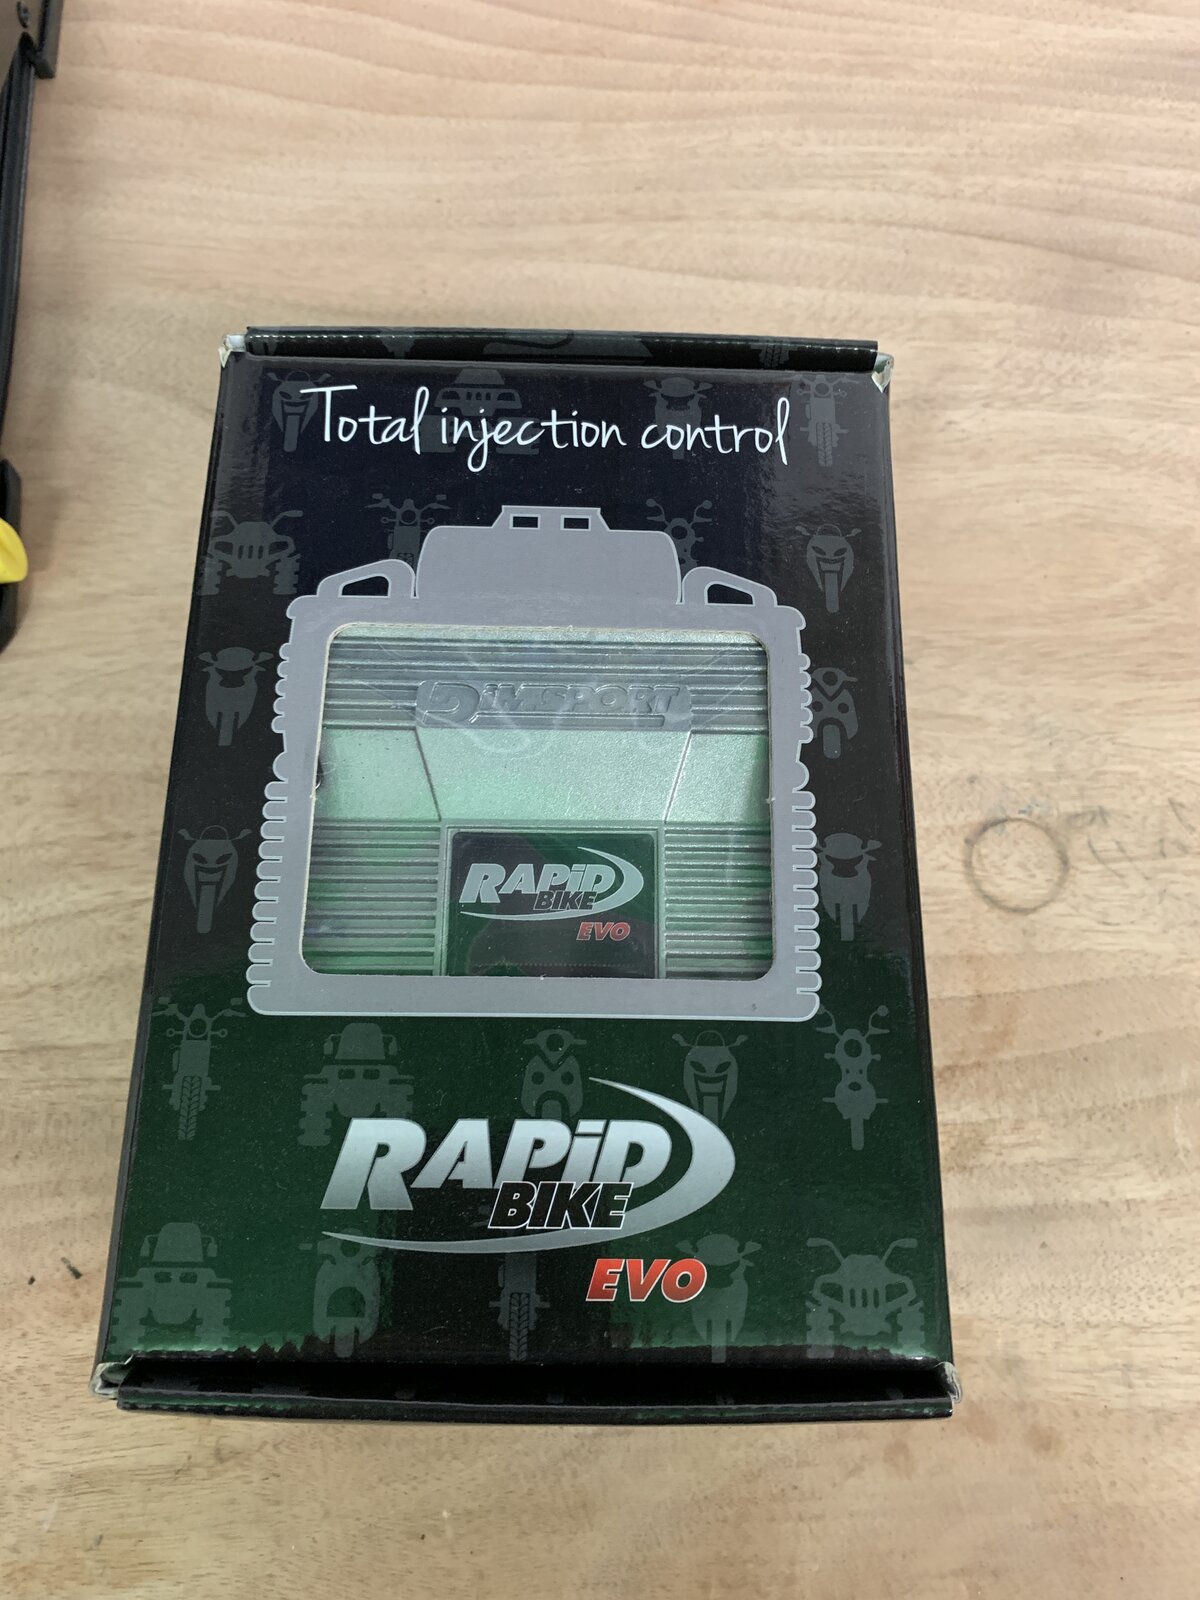 Total injection control
DiMSPORT
RAPiD
BIKE
EVO
RAPiD
BIKE
EVO